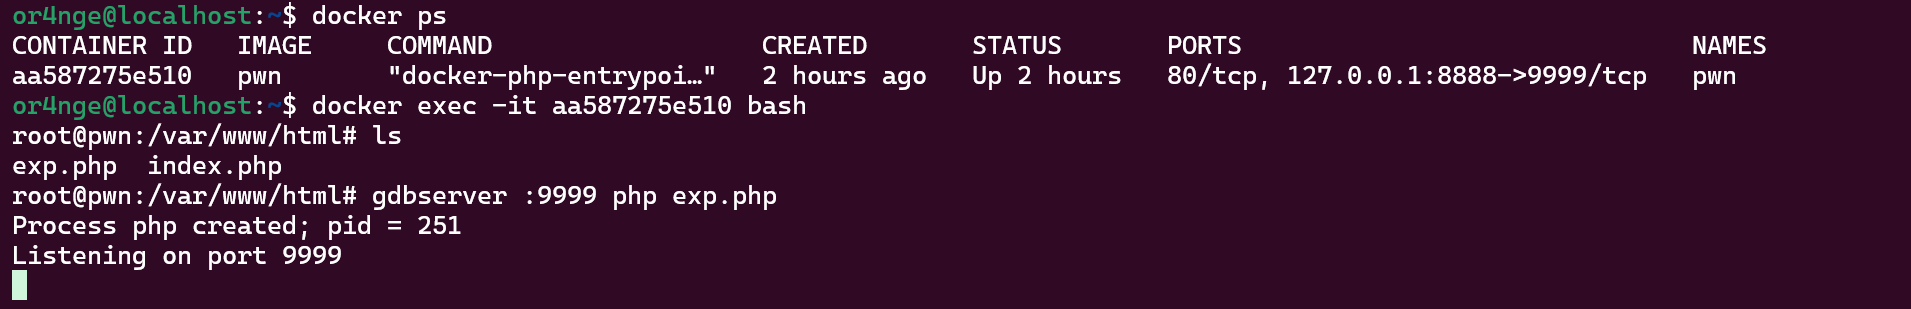 or4nge@localhost:~$ docker ps
CONTAINER ID   IMAGE     COMMAND                  CREATED       STATUS       PORTS                              NAMES
aa587275e510   pwn       "docker-php-entrypoi…"   2 hours ago   Up 2 hours   80/tcp, 127.0.0.1:8888->9999/tcp   pwn
or4nge@localhost:~$ docker exec -it aa587275e510 bash
root@pwn:/var/www/html# ls
exp.php  index.php
root@pwn:/var/www/html# gdbserver :9999 php exp.php
Process php created; pid = 251
Listening on port 9999